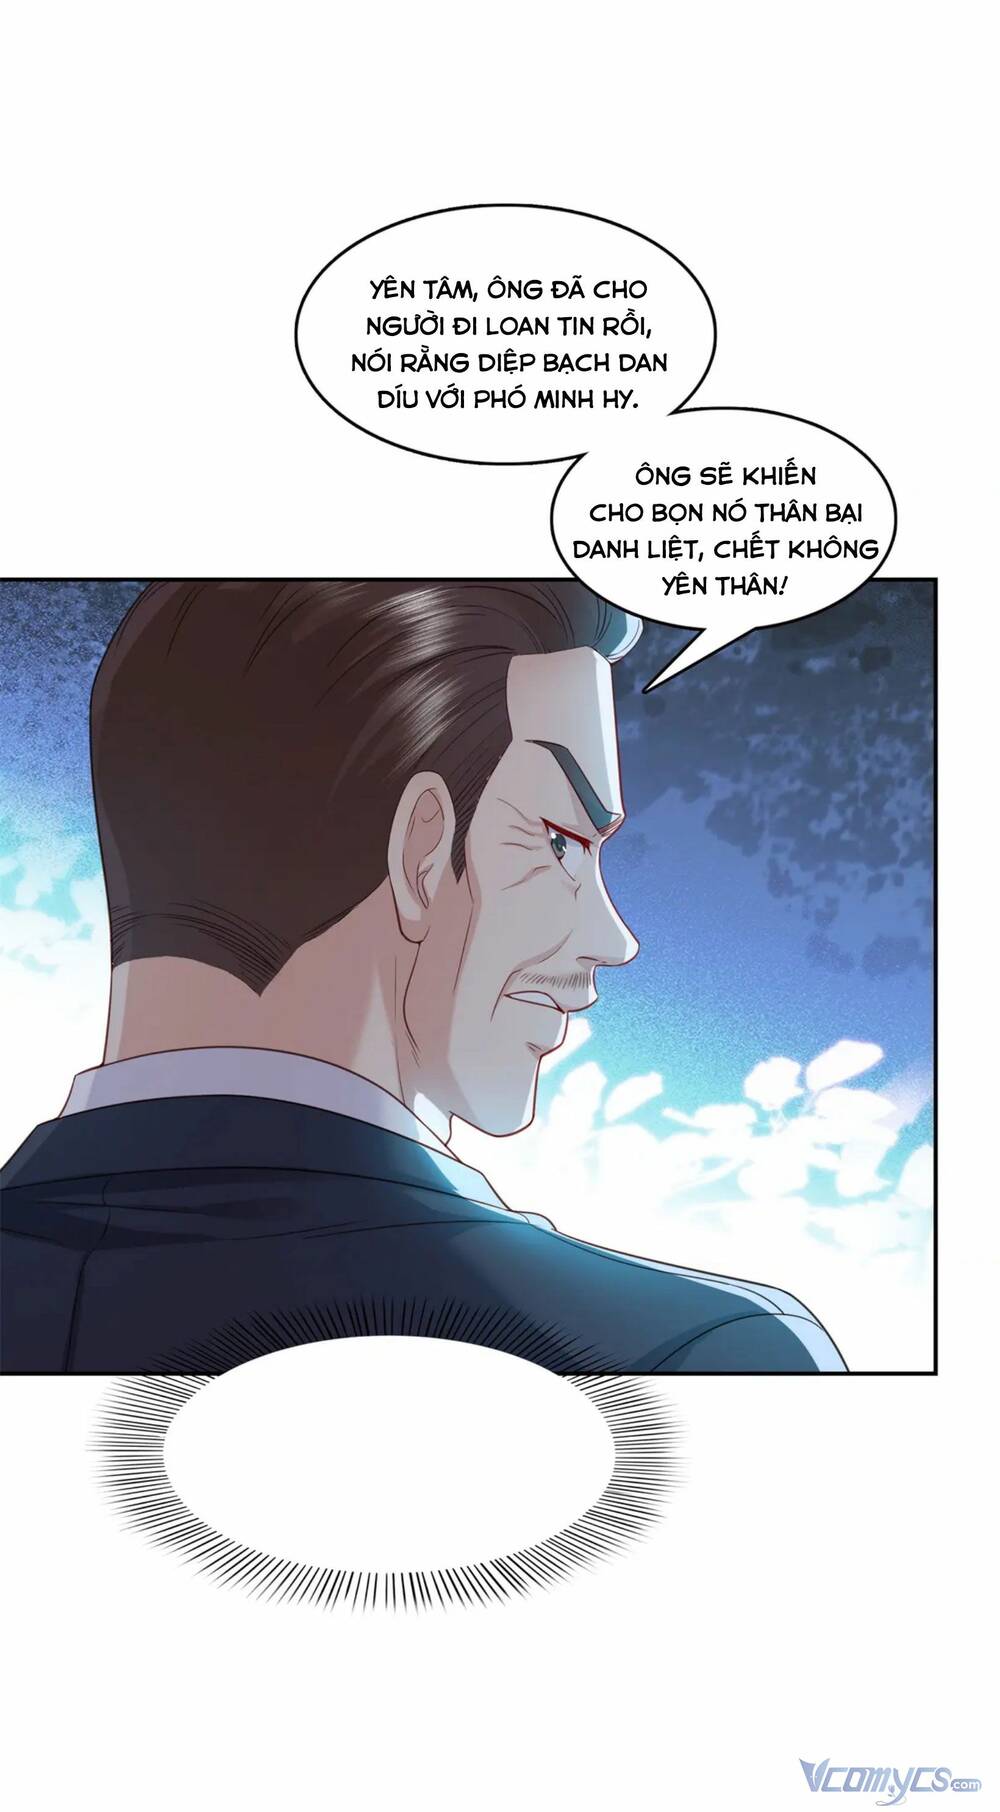 YÊN TÂM, ÔNG ĐÃ CHO
NGƯỜI ĐI LOAN TIN RỒI,
NÓI RẰNG DIỆP BẠCH DAN
DÍU VỚI PHÓ MINH HY.
ÔNG SẼ KHIẾN
CHO BỌN NÓ THÂN BẠI
DANH LIỆT, CHẾT KHÔNG
YÊN THÂN!
Vcomycs.com